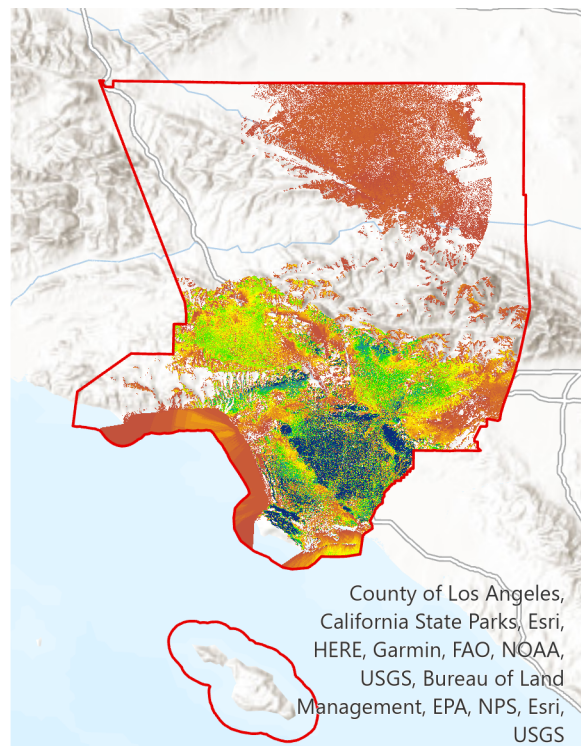 County of Los Angeles,
California State Parks, Esri,
HERE, Garmin, FAO, NOAA,
USGS, Bureau of Land
Management, EPA, NPS, Esri,
USGS